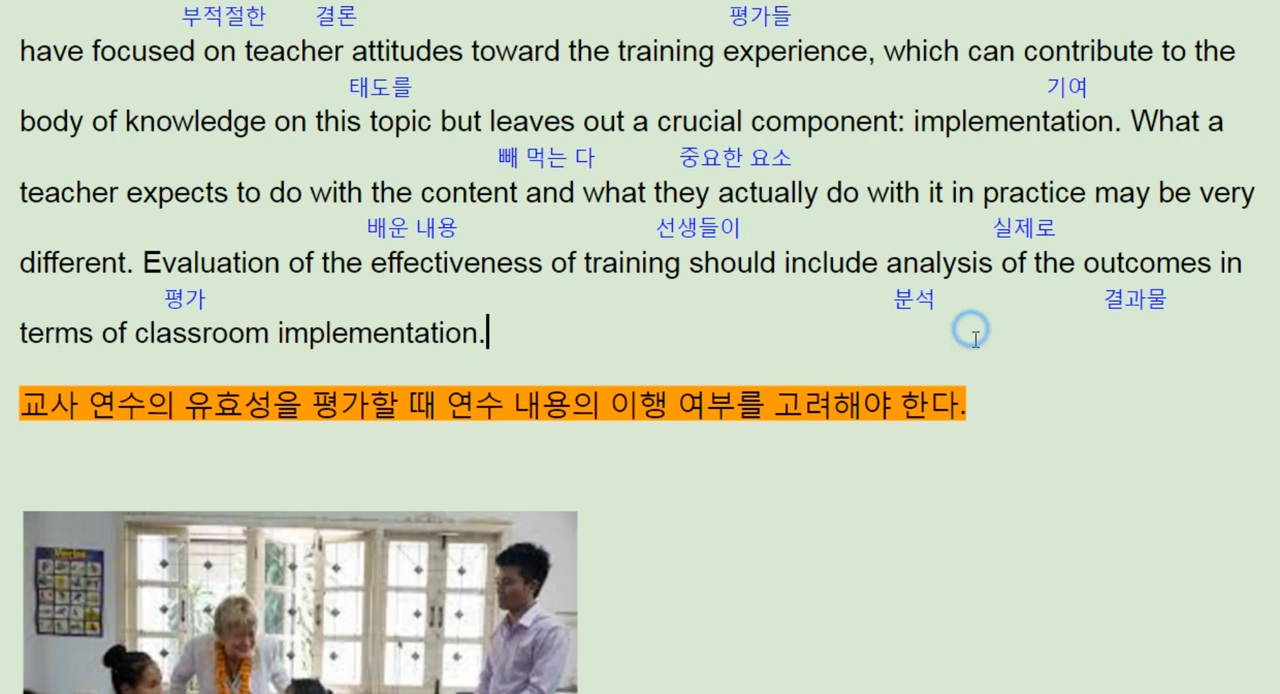 부적절한 결론 평가들
have focused on teacher attitudes toward the training experience, which can contribute to the
태도를 기여
body of knowledge on this topic but leaves out a crucial component: implementation. What a
빼 먹는 다 중요한 요소
teacher expects to do with the content and what they actually do with it in practice may be very
배운 내용 선생들이 실제로
different. Evaluation of the effectiveness of training should include analysis of the outcomes in
평가 분석 결과물
terms of classroom implementation.
교사 연수의 유효성을 평가할 때 연수 내용의 이행 여부를 고려해야 한다.
Verbs